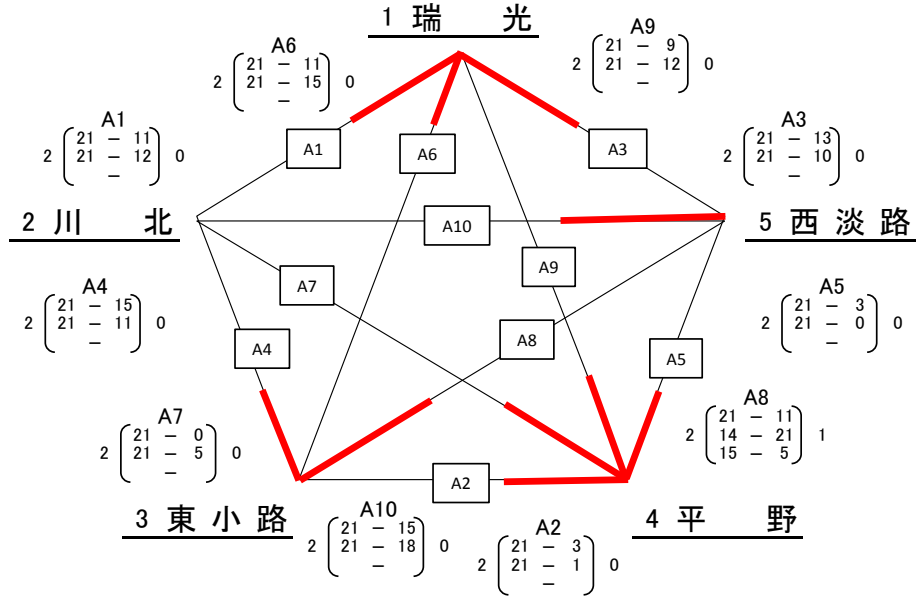 1 瑞 光
A6
2 21 － 11 0
21 － 15
－
A9
2 21 － 9 0
21 － 12
－
A1
2 21 － 11 0
21 － 12
－
A3
2 21 － 13 0
21 － 10
－
A1
A6
A3
2 川 北
5 西 淡 路
A10
A9
A7
A4
2 21 － 15 0
21 － 11
－
A5
2 21 － 3 0
21 － 0
－
A4
A8
A5
A7
2 21 － 0 0
21 － 5
－
A8
2 21 － 11 1
14 － 21
15 － 5
A2
3 東 小 路
A10
2 21 － 15 0
21 － 18
－
A2
2 21 － 3 0
21 － 1
－
4 平 野